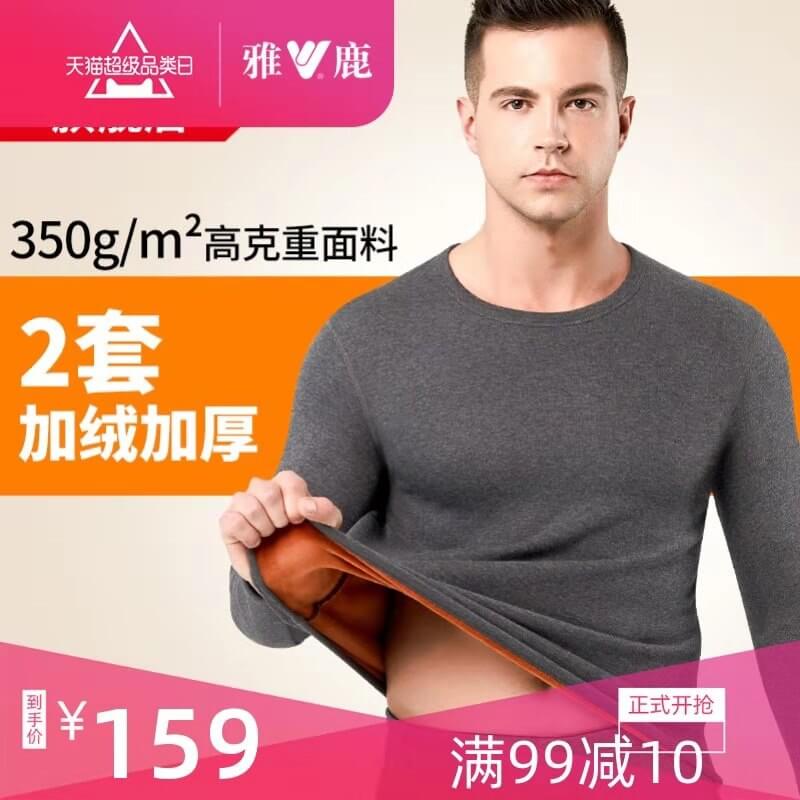 天猫超级品类日
雅鹿®
350g/m²高克重面料
2套
加绒加厚
到手价
¥159
正式开抢
满99减10